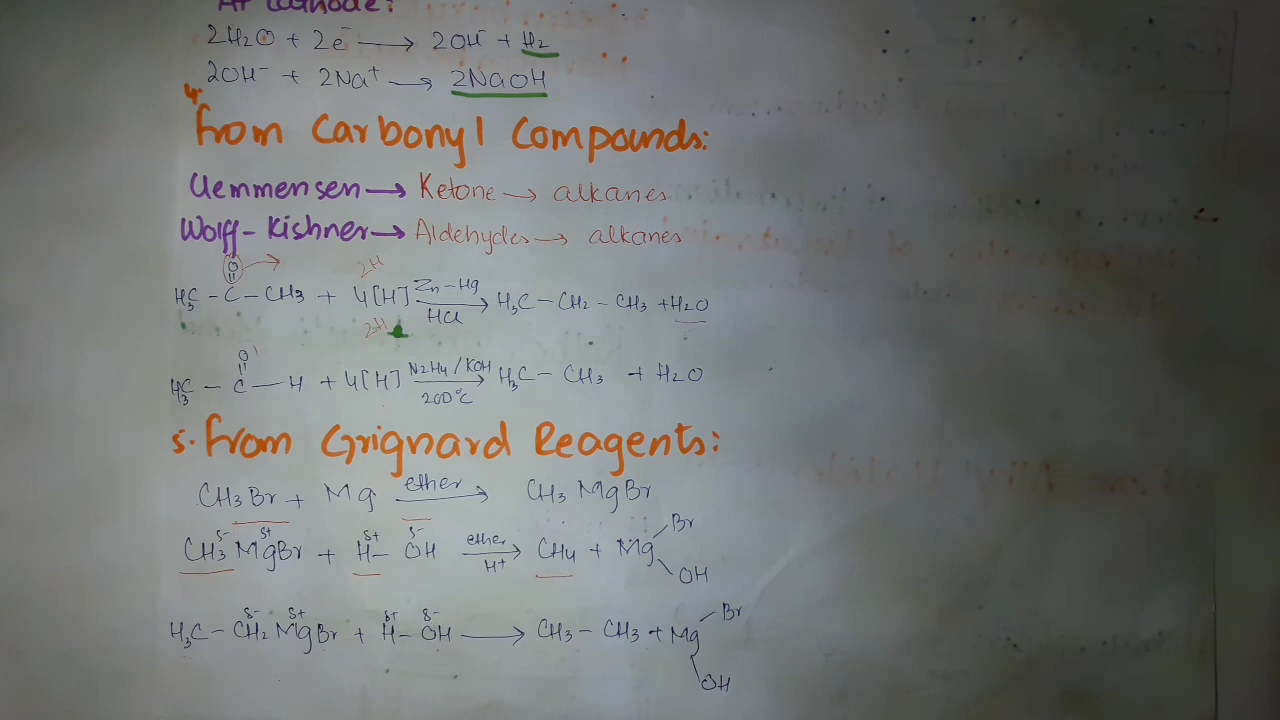 At Cathode:
2H2O + 2e⁻ ⟶ 2OH⁻ + H2
2OH⁻ + 2Na⁺ ⟶ 2NaOH
4.
From Carbonyl Compounds:
Clemmensen → Ketone → alkanes
Wolff-Kishner → Aldehydes → alkanes
O 2H
H3C – C – CH3 + 4[H] Zn-Hg / HCl ⟶ H3C – CH2 – CH3 + H2O
2H
O
H3C – C – H + 4[H] N2H4/KOH 200°C ⟶ H3C – CH3 + H2O
5. From Grignard Reagents:
CH3Br + Mg ether ⟶ CH3MgBr
δ- δ+ δ+ δ- Br
CH3MgBr + H – OH ether H+ ⟶ CH4 + Mg
OH
δ- δ+ δ+ δ- Br
H3C – CH2MgBr + H – OH ⟶ CH3 – CH3 + Mg
OH